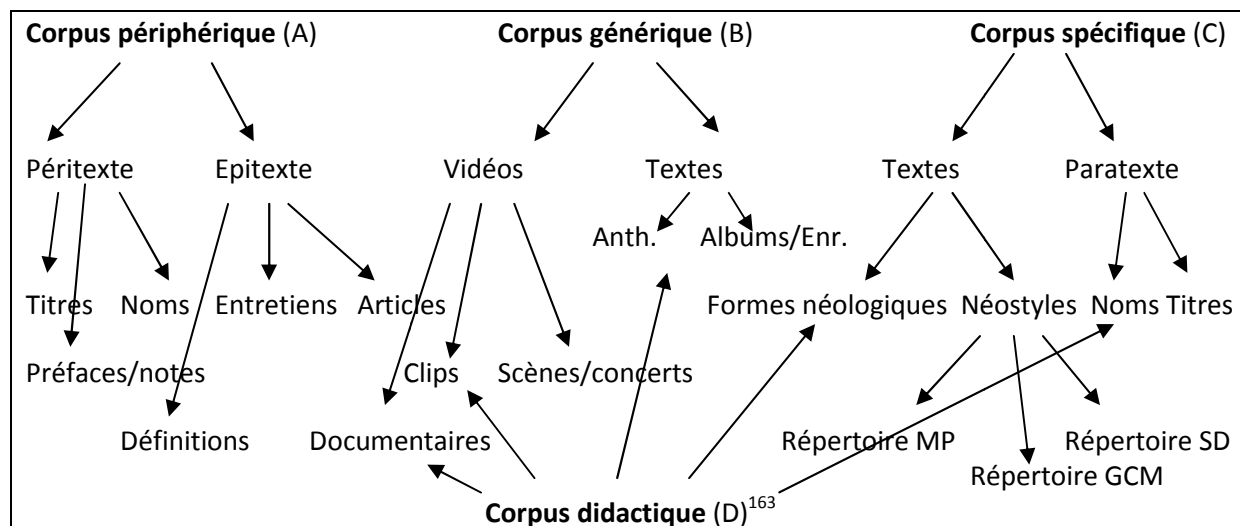 Corpus périphérique (A) Corpus générique (B) Corpus spécifique (C)
Péritexte Epitexte Vidéos Textes Textes Paratexte
Anth. Albums/Enr.
Titres Noms Entretiens Articles Formes néologiques Néostyles Noms Titres
Préfaces/notes Clips Scènes/concerts
Définitions Documentaires Répertoire MP Répertoire SD
Répertoire GCM
Corpus didactique (D)163